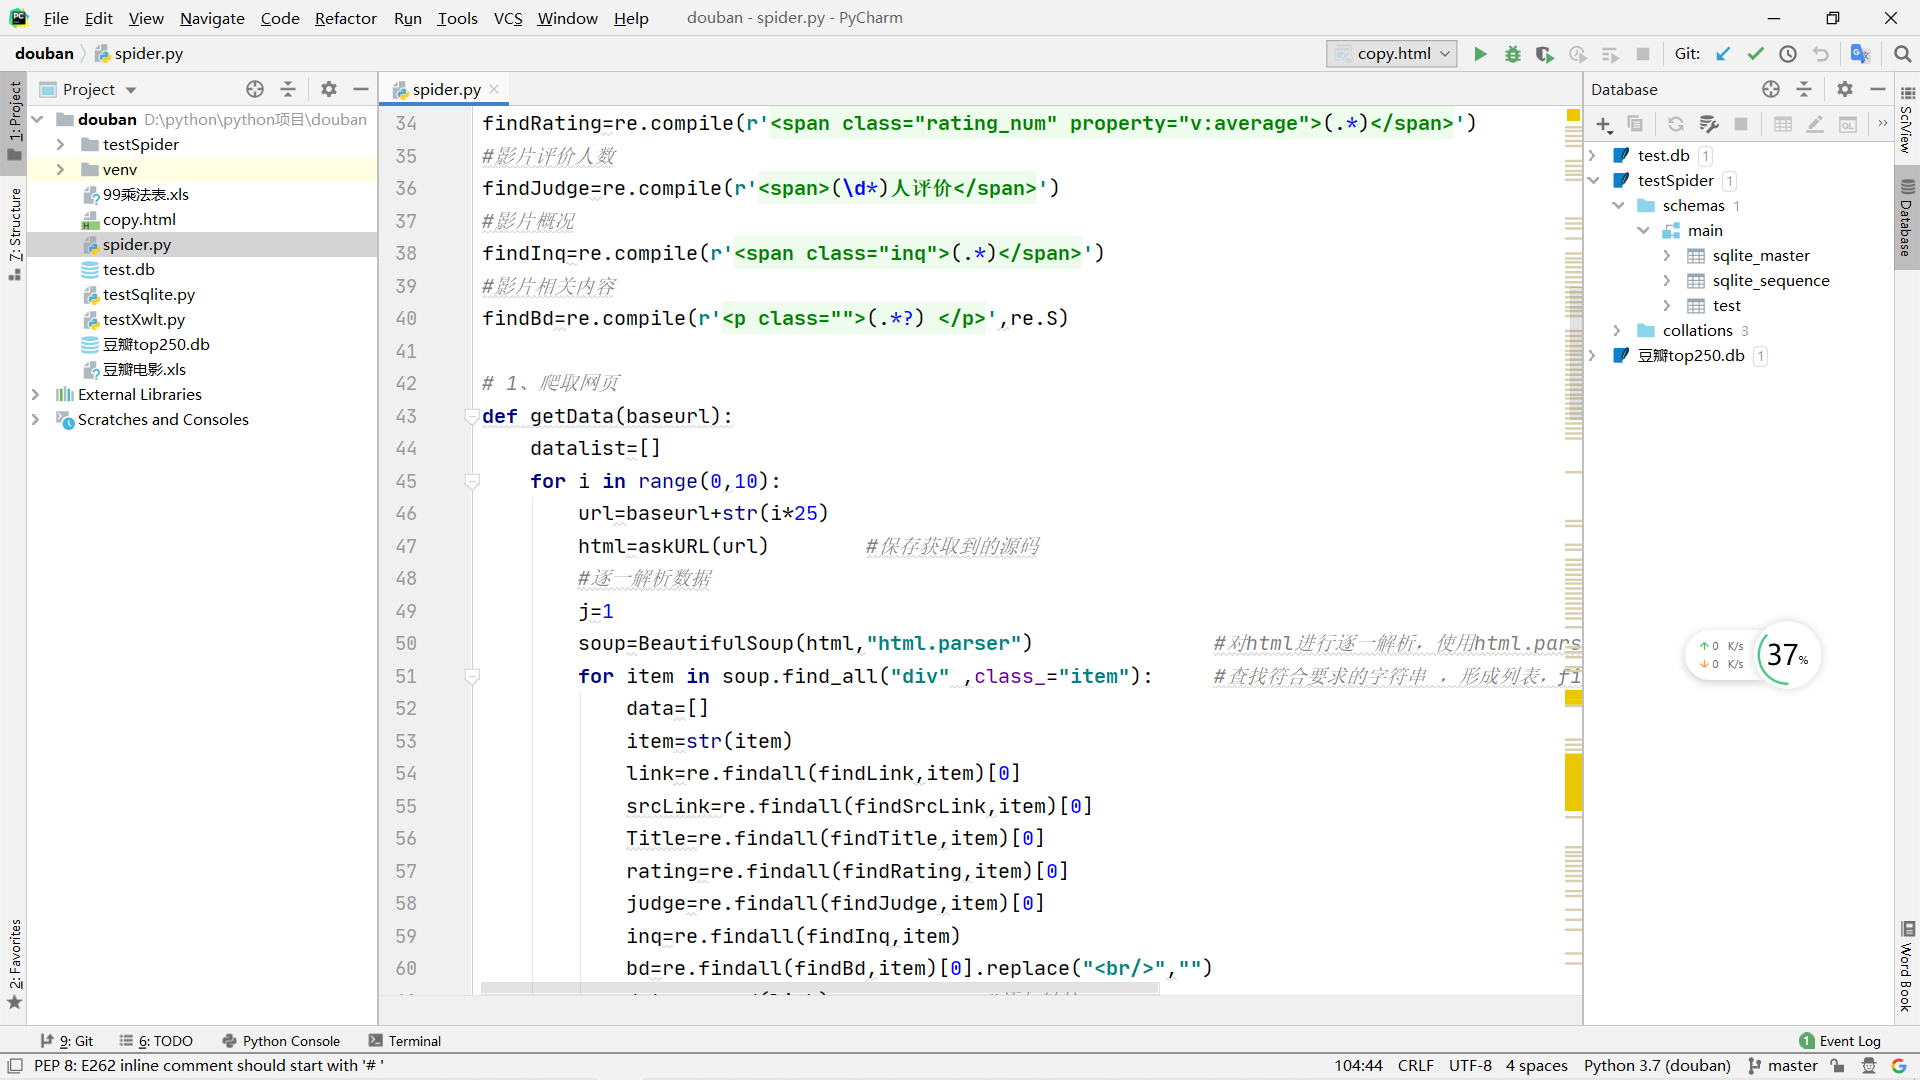 File Edit View Navigate Code Refactor Run Tools VCS Window Help douban - spider.py - PyCharm
douban spider.py copy.html Git:
1: Project
Project
douban D:\python\python项目\douban
testSpider
venv
99乘法表.xls
copy.html
spider.py
test.db
testSqlite.py
testXwlt.py
豆瓣top250.db
豆瓣电影.xls
External Libraries
Scratches and Consoles
7: Structure
2: Favorites
spider.py
34 findRating=re.compile(r'<span class="rating_num" property="v:average">(.*)</span>')
35 #影片评价人数
36 findJudge=re.compile(r'<span>(\d*)人评价</span>')
37 #影片概况
38 findInq=re.compile(r'<span class="inq">(.*)</span>')
39 #影片相关内容
40 findBd=re.compile(r'<p class="">(.*?) </p>',re.S)
41
42 # 1、爬取网页
43 def getData(baseurl):
44 datalist=[]
45 for i in range(0,10):
46 url=baseurl+str(i*25)
47 html=askURL(url) #保存获取到的源码
48 #逐一解析数据
49 j=1
50 soup=BeautifulSoup(html,"html.parser") #对html进行逐一解析，使用html.pars
51 for item in soup.find_all("div" ,class_="item"): #查找符合要求的字符串 ，形成列表，fi
52 data=[]
53 item=str(item)
54 link=re.findall(findLink,item)[0]
55 srcLink=re.findall(findSrcLink,item)[0]
56 Title=re.findall(findTitle,item)[0]
57 rating=re.findall(findRating,item)[0]
58 judge=re.findall(findJudge,item)[0]
59 inq=re.findall(findInq,item)
60 bd=re.findall(findBd,item)[0].replace("<br/>","")
Database
test.db 1
testSpider 1
schemas 1
main
sqlite_master
sqlite_sequence
test
collations 3
豆瓣top250.db 1
0 K/s
0 K/s
37%
SciView
Database
Word Book
9: Git 6: TODO Python Console Terminal 1 Event Log
PEP 8: E262 inline comment should start with '# ' 104:44 CRLF UTF-8 4 spaces Python 3.7 (douban) master